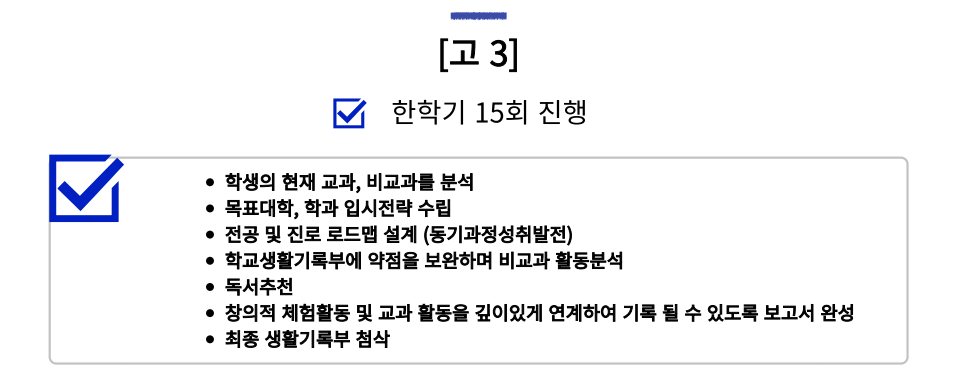 [고 3]
한학기 15회 진행
• 학생의 현재 교과, 비교과를 분석
• 목표대학, 학과 입시전략 수립
• 전공 및 진로 로드맵 설계 (동기과정성취발전)
• 학교생활기록부에 약점을 보완하며 비교과 활동분석
• 독서추천
• 창의적 체험활동 및 교과 활동을 깊이있게 연계하여 기록 될 수 있도록 보고서 완성
• 최종 생활기록부 첨삭